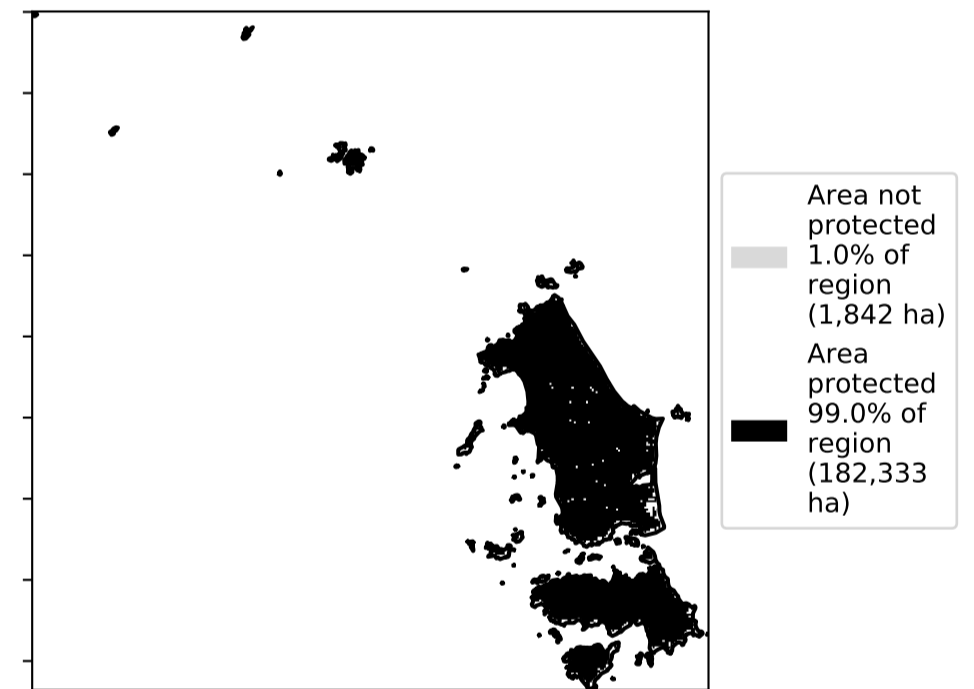 Area not
protected
1.0% of
region
(1,842 ha)
Area
protected
99.0% of
region
(182,333
ha)